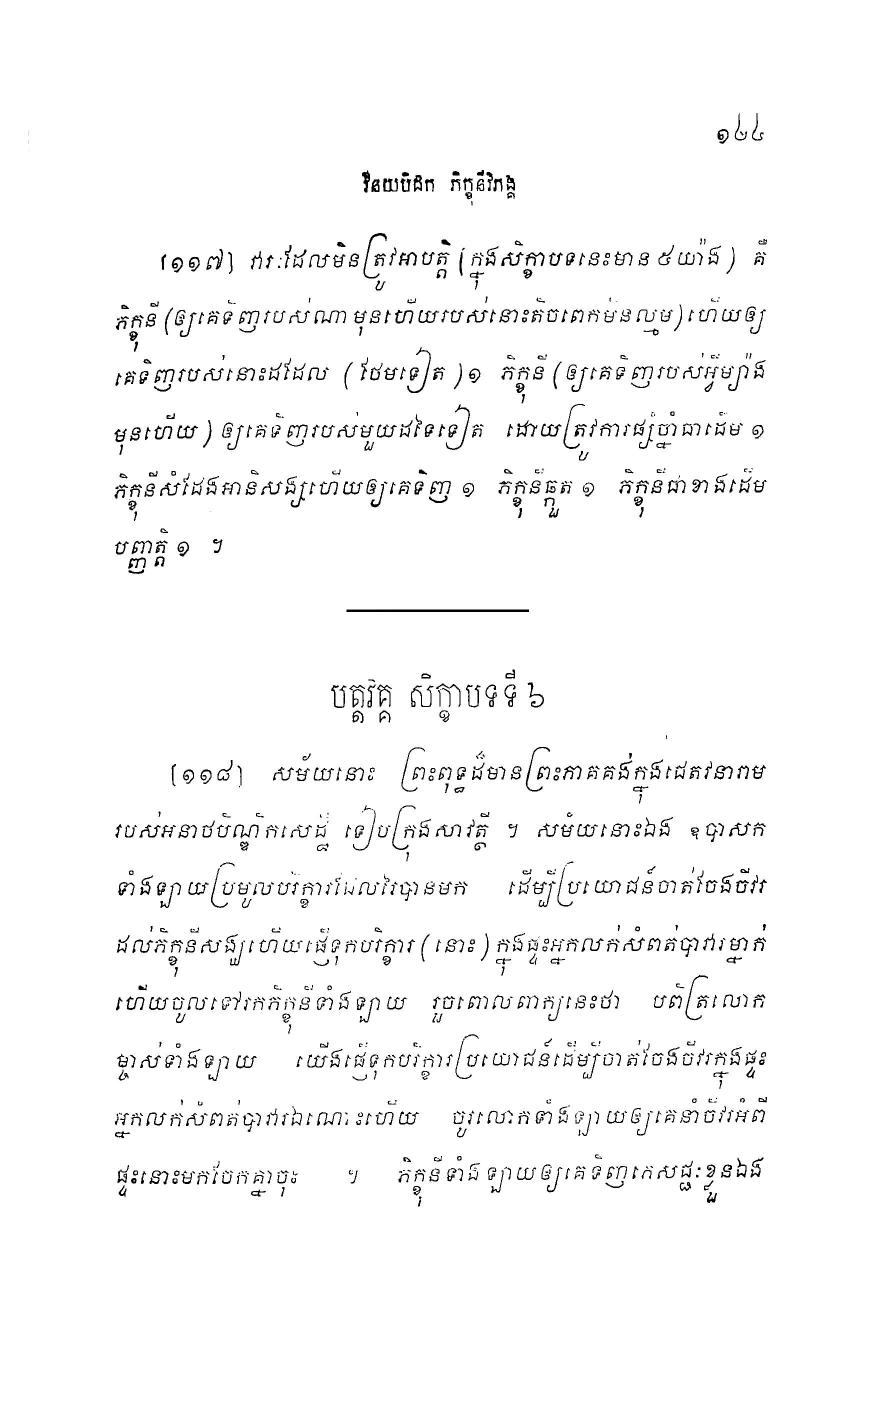 ១៤៤
វិនយបិដក ភិក្ខុនីវិភង្គ
[១១៧] វារៈដែលមិនត្រូវអាបត្តិ (ក្នុងសិក្ខាបទនេះមាន ៥យ៉ាង) គឺ
ភិក្ខុនី (ឲ្យគេទិញរបស់ណា មុនហើយរបស់នោះតិចពេកមិនល្មម) ហើយឲ្យ
គេទិញរបស់នោះដដែល (ថែមទៀត) ១ ភិក្ខុនី (ឲ្យគេទិញរបស់អ្វីម្យ៉ាង
មុនហើយ) ឲ្យគេទិញរបស់មួយដទៃទៀត ដោយត្រូវការផ្សំថ្នាំជាដើម ១
ភិក្ខុនីសំដែងអានិសង្សហើយឲ្យគេទិញ ១ ភិក្ខុនីឆ្កួត ១ ភិក្ខុនីជាខាងដើម
បញ្ញត្តិ ១ ។
បត្តវគ្គ សិក្ខាបទទី ៦
[១១៨] សម័យនោះ ព្រះពុទ្ធដ៏មានព្រះភាគគង់ក្នុងជេតវនារាម
របស់អនាថបិណ្ឌិកសេដ្ឋី ទៀបក្រុងសាវត្ថី ។ សម័យនោះឯង ឧបាសក
ទាំងឡាយប្រមូលបរិក្ខារដែលរៃបានមក ដើម្បីប្រយោជន៍ចាត់ចែងចីវរ
ដល់ភិក្ខុនីសង្ឃហើយផ្ញើទុកបរិក្ខារ (នោះ) ក្នុងផ្ទះអ្នកលក់សំពត់បាវារម្នាក់
ហើយចូលទៅរកភិក្ខុនីទាំងឡាយ រួចពោលពាក្យនេះថា បពិត្រលោក
ម្ចាស់ទាំងឡាយ យើងផ្ញើទុកបរិក្ខារប្រយោជន៍ដើម្បីចាត់ចែងចីវរក្នុងផ្ទះ
អ្នកលក់សំពត់បាវារឯណោះហើយ ចូរលោកទាំងឡាយឲ្យគេនាំចីវរអំពី
ផ្ទះនោះមកចែកគ្នាចុះ ។ ភិក្ខុនីទាំងឡាយឲ្យគេទិញភេសជ្ជៈខ្លួនឯង